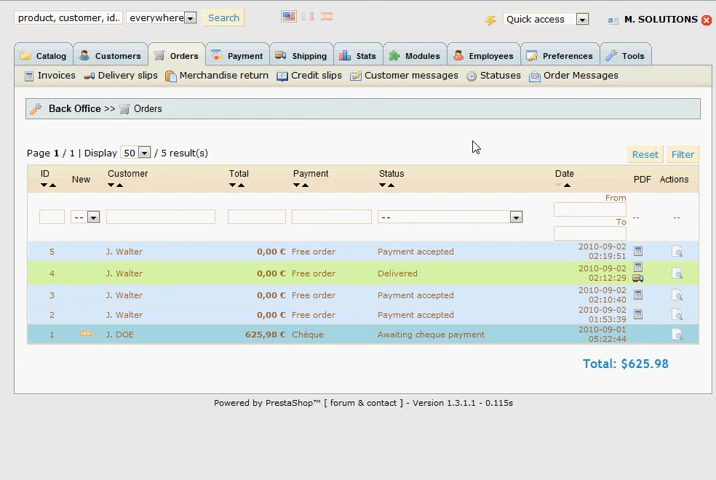 product, customer, id.. everywhere Search Quick access M. SOLUTIONS
Catalog Customers Orders Payment Shipping Stats Modules Employees Preferences Tools
Invoices Delivery slips Merchandise return Credit slips Customer messages Statuses Order Messages
Back Office >> Orders
Page 1 / 1 | Display 50 / 5 result(s) Reset Filter
ID New Customer Total Payment Status Date PDF Actions
From
-- -- -- --
To
5 J. Walter 0,00 € Free order Payment accepted 2010-09-02 02:19:51
4 J. Walter 0,00 € Free order Delivered 2010-09-02 02:12:29
3 J. Walter 0,00 € Free order Payment accepted 2010-09-02 02:10:40
2 J. Walter 0,00 € Free order Payment accepted 2010-09-02 01:53:39
1 J. DOE 625,98 € Chèque Awaiting cheque payment 2010-09-01 05:22:44
Total: $625.98
Powered by PrestaShop™ [ forum & contact ] - Version 1.3.1.1 - 0.115s